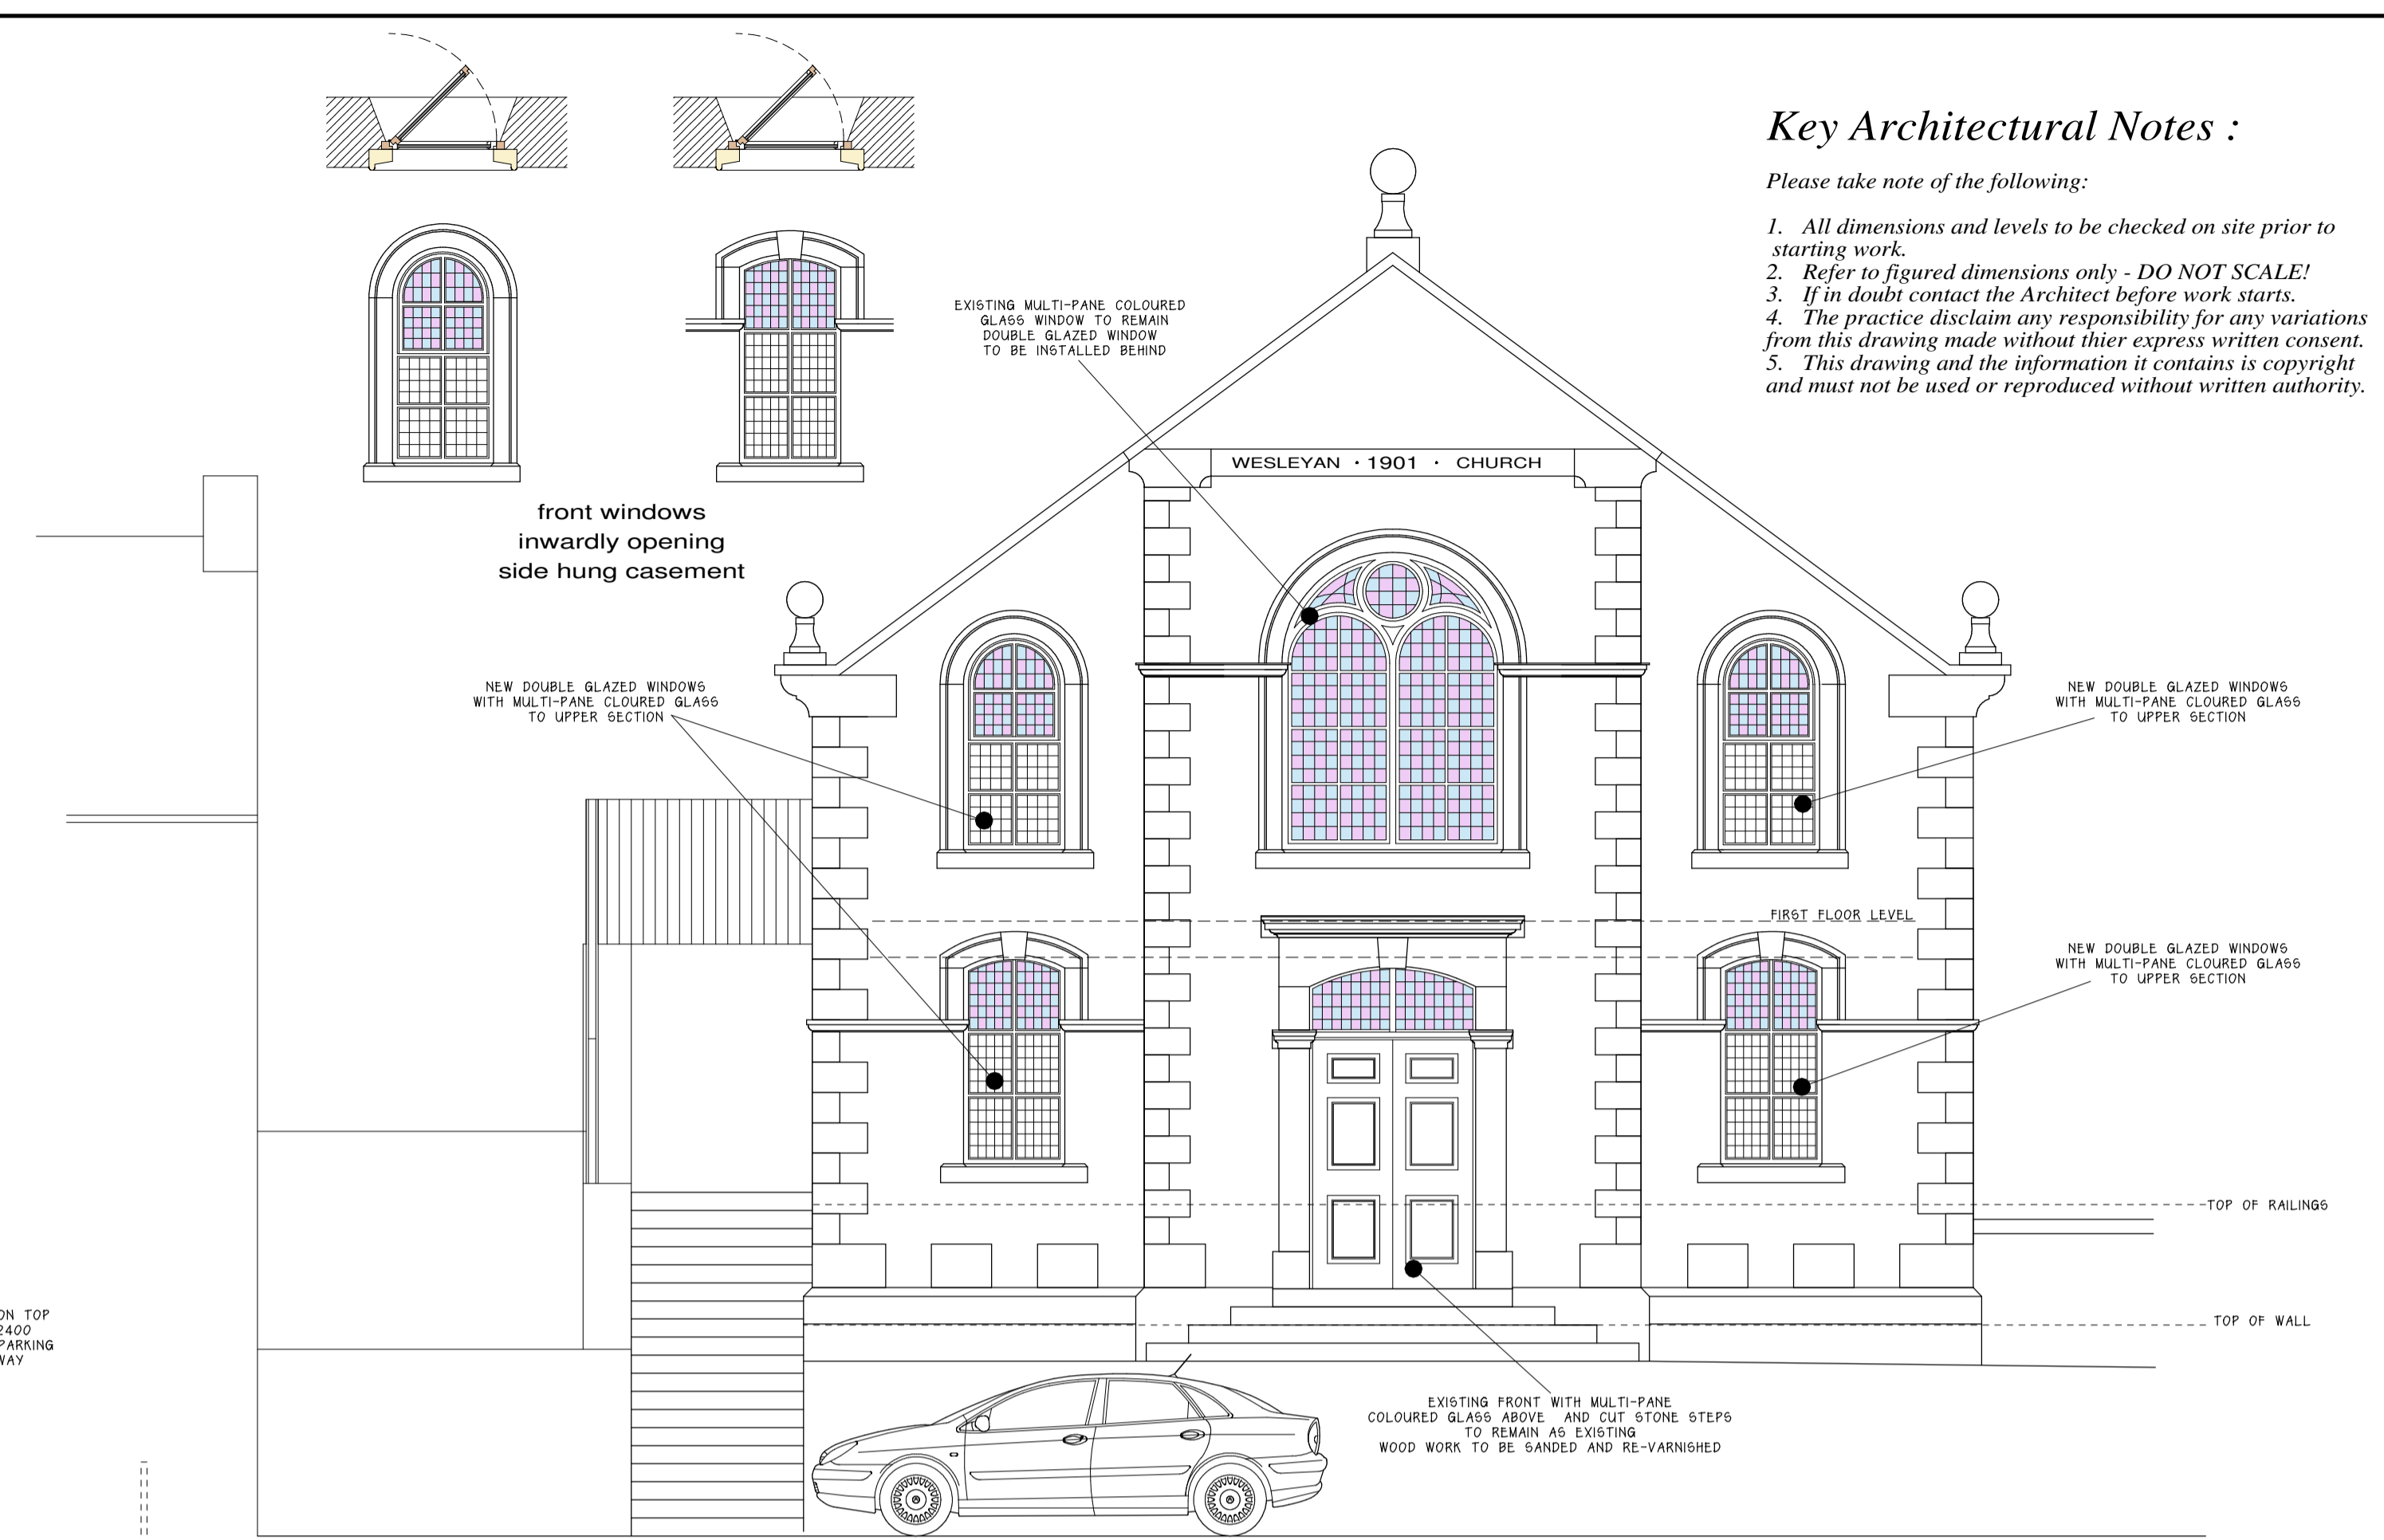 Key Architectural Notes :
Please take note of the following:
1. All dimensions and levels to be checked on site prior to
starting work.
2. Refer to figured dimensions only - DO NOT SCALE!
3. If in doubt contact the Architect before work starts.
4. The practice disclaim any responsibility for any variations
from this drawing made without thier express written consent.
5. This drawing and the information it contains is copyright
and must not be used or reproduced without written authority.
EXISTING MULTI-PANE COLOURED
GLASS WINDOW TO REMAIN
DOUBLE GLAZED WINDOW
TO BE INSTALLED BEHIND
WESLEYAN · 1901 · CHURCH
front windows
inwardly opening
side hung casement
NEW DOUBLE GLAZED WINDOWS
WITH MULTI-PANE CLOURED GLASS
TO UPPER SECTION
NEW DOUBLE GLAZED WINDOWS
WITH MULTI-PANE CLOURED GLASS
TO UPPER SECTION
FIRST FLOOR LEVEL
NEW DOUBLE GLAZED WINDOWS
WITH MULTI-PANE CLOURED GLASS
TO UPPER SECTION
TOP OF RAILINGS
TOP OF WALL
ON TOP
2400
PARKING
WAY
EXISTING FRONT WITH MULTI-PANE
COLOURED GLASS ABOVE AND CUT STONE STEPS
TO REMAIN AS EXISTING
WOOD WORK TO BE SANDED AND RE-VARNISHED